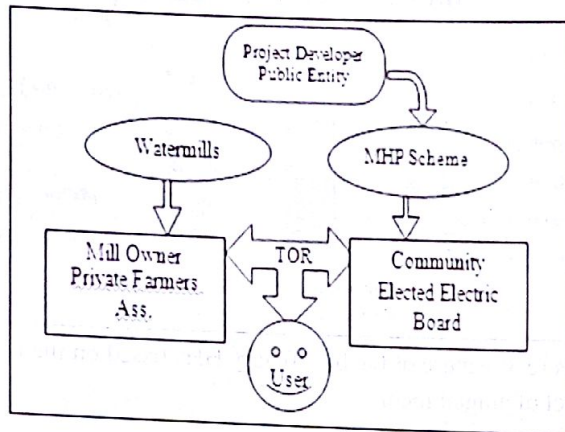 Project Developer
Public Entity
Watermills
MHP Scheme
Mill Owner
Private Farmers
Ass.
TOR
Community
Elected Electric
Board
User